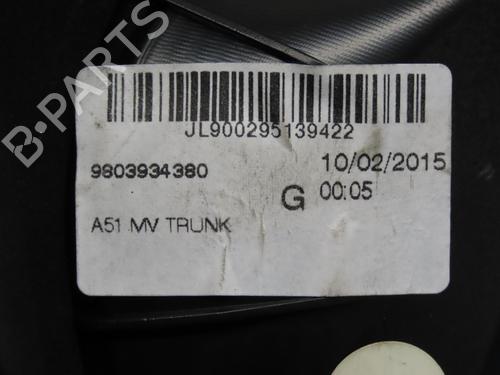 B-PARTS
JL900295139422
9803934380
10/02/2015
G 00:05
A51 MV TRUNK